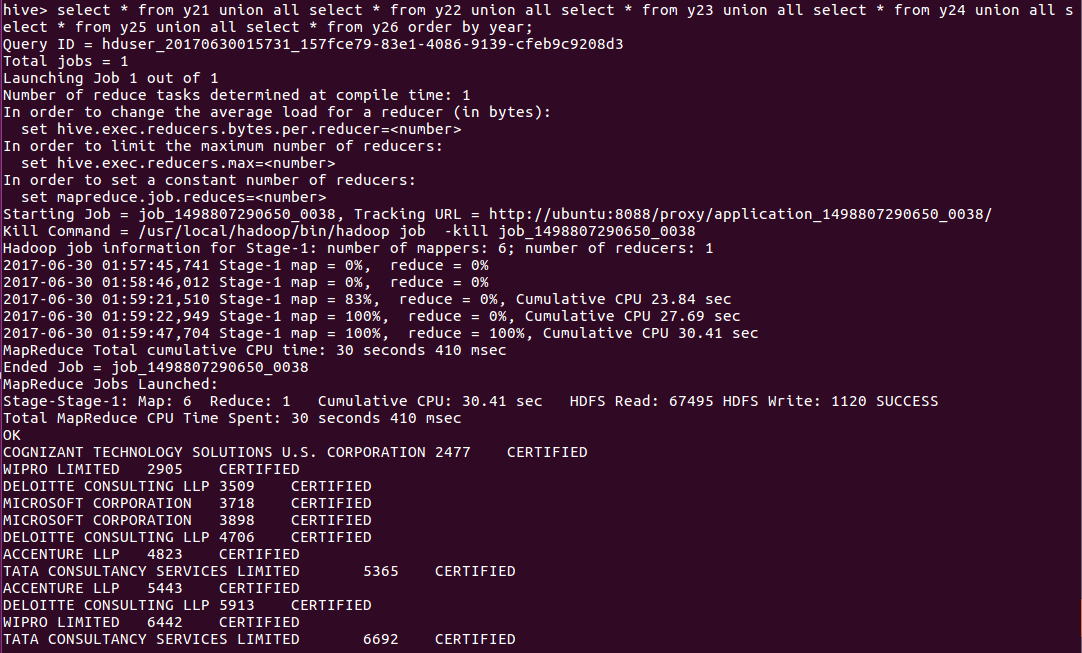 hive> select * from y21 union all select * from y22 union all select * from y23 union all select * from y24 union all s
elect * from y25 union all select * from y26 order by year;
Query ID = hduser_20170630015731_157fce79-83e1-4086-9139-cfeb9c9208d3
Total jobs = 1
Launching Job 1 out of 1
Number of reduce tasks determined at compile time: 1
In order to change the average load for a reducer (in bytes):
  set hive.exec.reducers.bytes.per.reducer=<number>
In order to limit the maximum number of reducers:
  set hive.exec.reducers.max=<number>
In order to set a constant number of reducers:
  set mapreduce.job.reduces=<number>
Starting Job = job_1498807290650_0038, Tracking URL = http://ubuntu:8088/proxy/application_1498807290650_0038/
Kill Command = /usr/local/hadoop/bin/hadoop job  -kill job_1498807290650_0038
Hadoop job information for Stage-1: number of mappers: 6; number of reducers: 1
2017-06-30 01:57:45,741 Stage-1 map = 0%,  reduce = 0%
2017-06-30 01:58:46,012 Stage-1 map = 0%,  reduce = 0%
2017-06-30 01:59:21,510 Stage-1 map = 83%,  reduce = 0%, Cumulative CPU 23.84 sec
2017-06-30 01:59:22,949 Stage-1 map = 100%,  reduce = 0%, Cumulative CPU 27.69 sec
2017-06-30 01:59:47,704 Stage-1 map = 100%,  reduce = 100%, Cumulative CPU 30.41 sec
MapReduce Total cumulative CPU time: 30 seconds 410 msec
Ended Job = job_1498807290650_0038
MapReduce Jobs Launched:
Stage-Stage-1: Map: 6  Reduce: 1   Cumulative CPU: 30.41 sec   HDFS Read: 67495 HDFS Write: 1120 SUCCESS
Total MapReduce CPU Time Spent: 30 seconds 410 msec
OK
COGNIZANT TECHNOLOGY SOLUTIONS U.S. CORPORATION 2477    CERTIFIED
WIPRO LIMITED   2905    CERTIFIED
DELOITTE CONSULTING LLP 3509    CERTIFIED
MICROSOFT CORPORATION   3718    CERTIFIED
MICROSOFT CORPORATION   3898    CERTIFIED
DELOITTE CONSULTING LLP 4706    CERTIFIED
ACCENTURE LLP   4823    CERTIFIED
TATA CONSULTANCY SERVICES LIMITED       5365    CERTIFIED
ACCENTURE LLP   5443    CERTIFIED
DELOITTE CONSULTING LLP 5913    CERTIFIED
WIPRO LIMITED   6442    CERTIFIED
TATA CONSULTANCY SERVICES LIMITED       6692    CERTIFIED